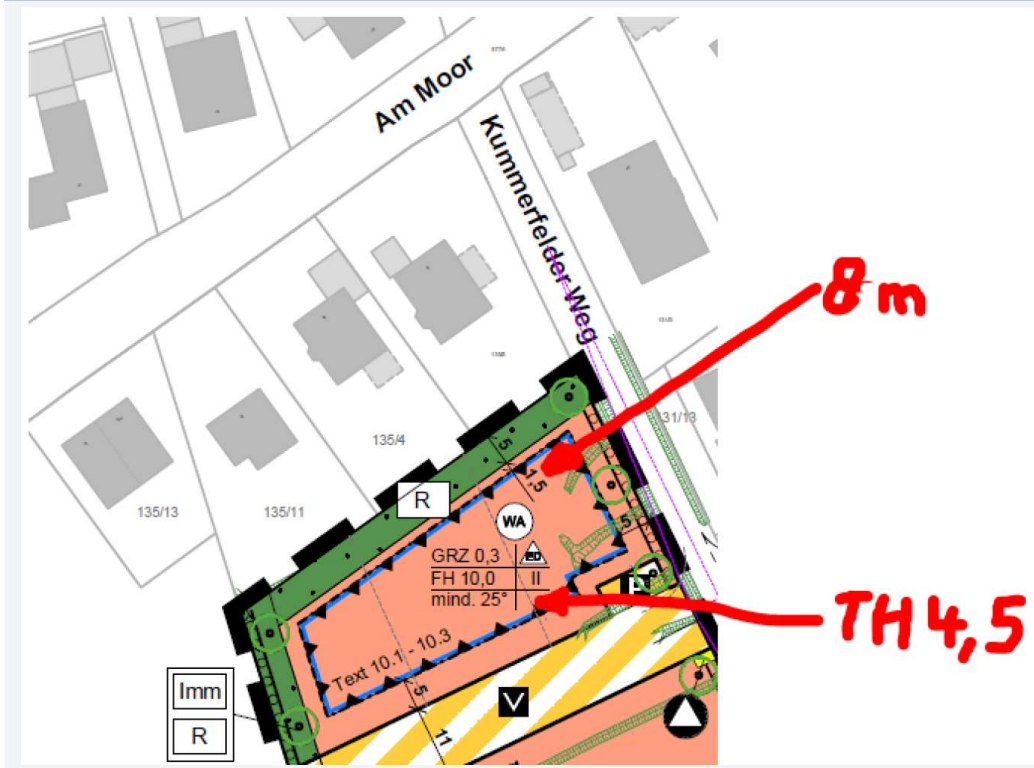 Am Moor
Kummerfelder Weg
8 m
131/13
135/4
5
1,5
135/13
135/11
R
WA
5
GRZ 0,3
ED
FH 10,0
II
mind. 25°
TH 4,5
Text 10.1 - 10.3
Imm
R
5
11
V